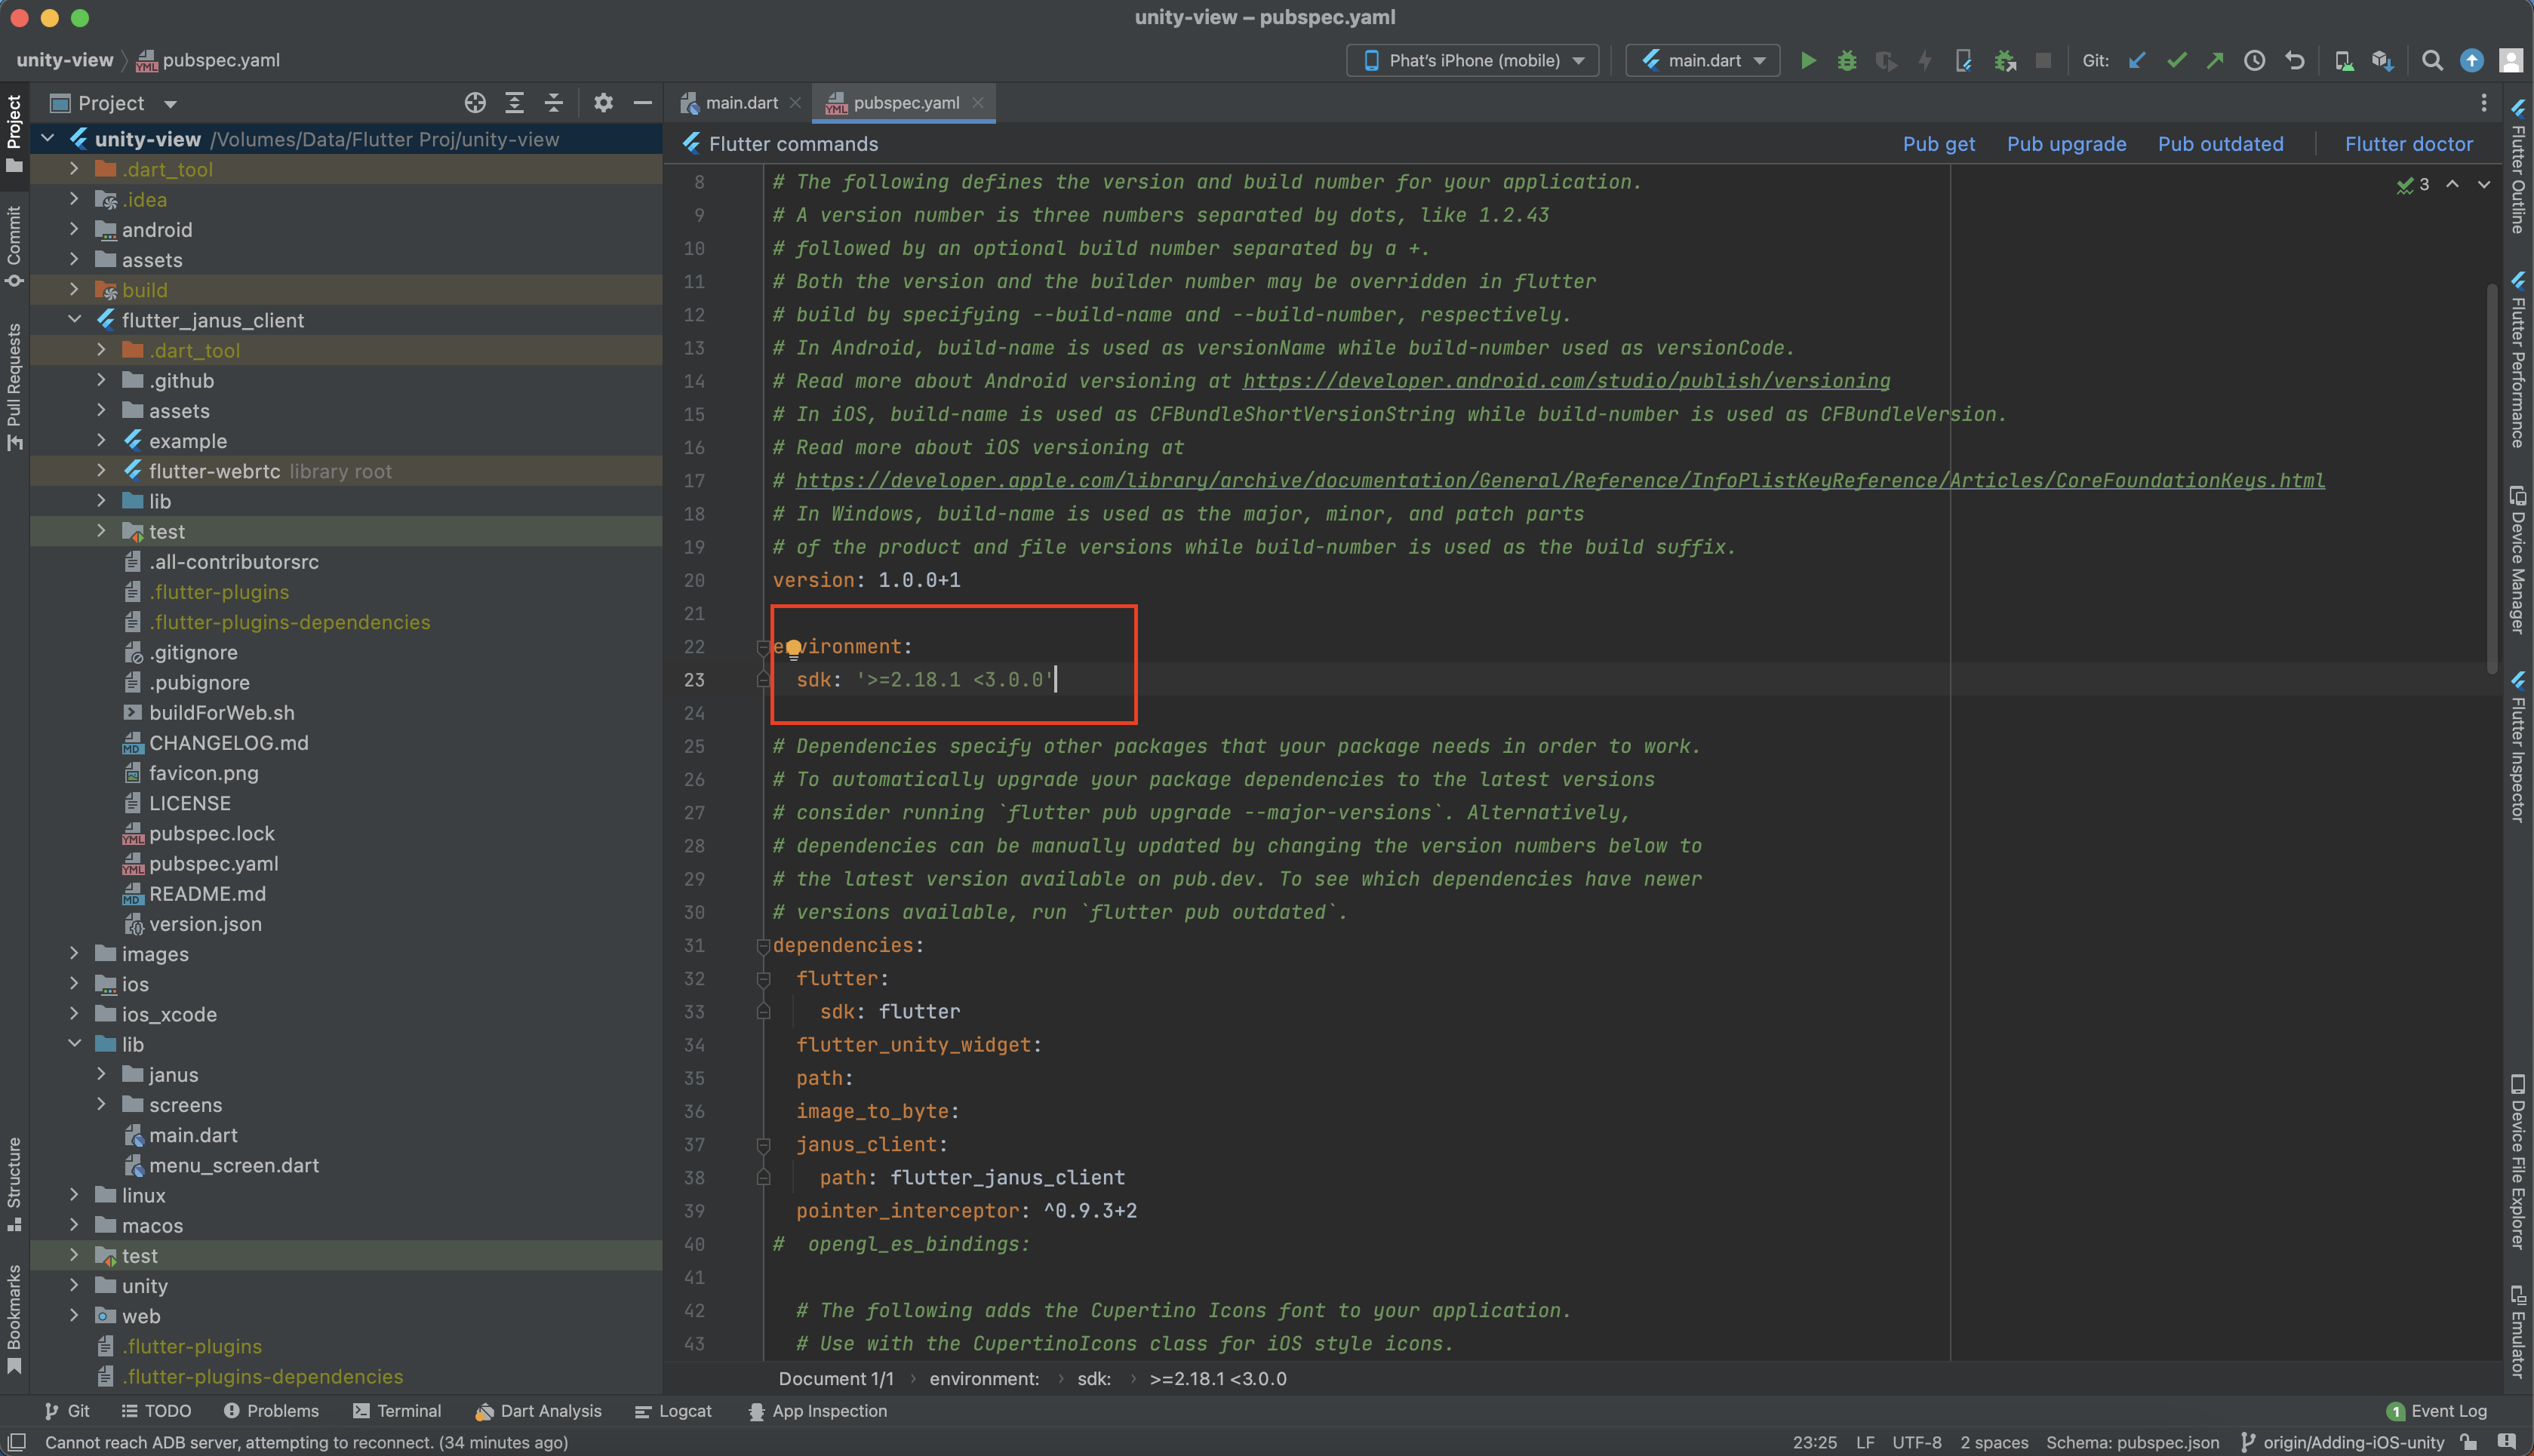 unity-view – pubspec.yaml
unity-view pubspec.yaml
Phat's iPhone (mobile)
main.dart
Git:
Project
main.dart
pubspec.yaml
unity-view /Volumes/Data/Flutter Proj/unity-view
.dart_tool
.idea
android
assets
build
flutter_janus_client
.dart_tool
.github
assets
example
flutter-webrtc library root
lib
test
.all-contributorsrc
.flutter-plugins
.flutter-plugins-dependencies
.gitignore
.pubignore
buildForWeb.sh
CHANGELOG.md
favicon.png
LICENSE
pubspec.lock
pubspec.yaml
README.md
version.json
images
ios
ios_xcode
lib
janus
screens
main.dart
menu_screen.dart
linux
macos
test
unity
web
.flutter-plugins
.flutter-plugins-dependencies
Project
Commit
Pull Requests
Structure
Bookmarks
Flutter commands
Pub get
Pub upgrade
Pub outdated
Flutter doctor
3
8 # The following defines the version and build number for your application.
9 # A version number is three numbers separated by dots, like 1.2.43
10 # followed by an optional build number separated by a +.
11 # Both the version and the builder number may be overridden in flutter
12 # build by specifying --build-name and --build-number, respectively.
13 # In Android, build-name is used as versionName while build-number used as versionCode.
14 # Read more about Android versioning at https://developer.android.com/studio/publish/versioning
15 # In iOS, build-name is used as CFBundleShortVersionString while build-number is used as CFBundleVersion.
16 # Read more about iOS versioning at
17 # https://developer.apple.com/library/archive/documentation/General/Reference/InfoPlistKeyReference/Articles/CoreFoundationKeys.html
18 # In Windows, build-name is used as the major, minor, and patch parts
19 # of the product and file versions while build-number is used as the build suffix.
20 version: 1.0.0+1
21
22 environment:
23 sdk: '>=2.18.1 <3.0.0'
24
25 # Dependencies specify other packages that your package needs in order to work.
26 # To automatically upgrade your package dependencies to the latest versions
27 # consider running `flutter pub upgrade --major-versions`. Alternatively,
28 # dependencies can be manually updated by changing the version numbers below to
29 # the latest version available on pub.dev. To see which dependencies have newer
30 # versions available, run `flutter pub outdated`.
31 dependencies:
32 flutter:
33 sdk: flutter
34 flutter_unity_widget:
35 path:
36 image_to_byte:
37 janus_client:
38 path: flutter_janus_client
39 pointer_interceptor: ^0.9.3+2
40 # opengl_es_bindings:
41
42 # The following adds the Cupertino Icons font to your application.
43 # Use with the CupertinoIcons class for iOS style icons.
Document 1/1 environment: sdk: >=2.18.1 <3.0.0
Flutter Outline
Flutter Performance
Device Manager
Flutter Inspector
Device File Explorer
Emulator
Git
TODO
Problems
Terminal
Dart Analysis
Logcat
App Inspection
1 Event Log
Cannot reach ADB server, attempting to reconnect. (34 minutes ago)
23:25 LF UTF-8 2 spaces Schema: pubspec.json origin/Adding-iOS-unity